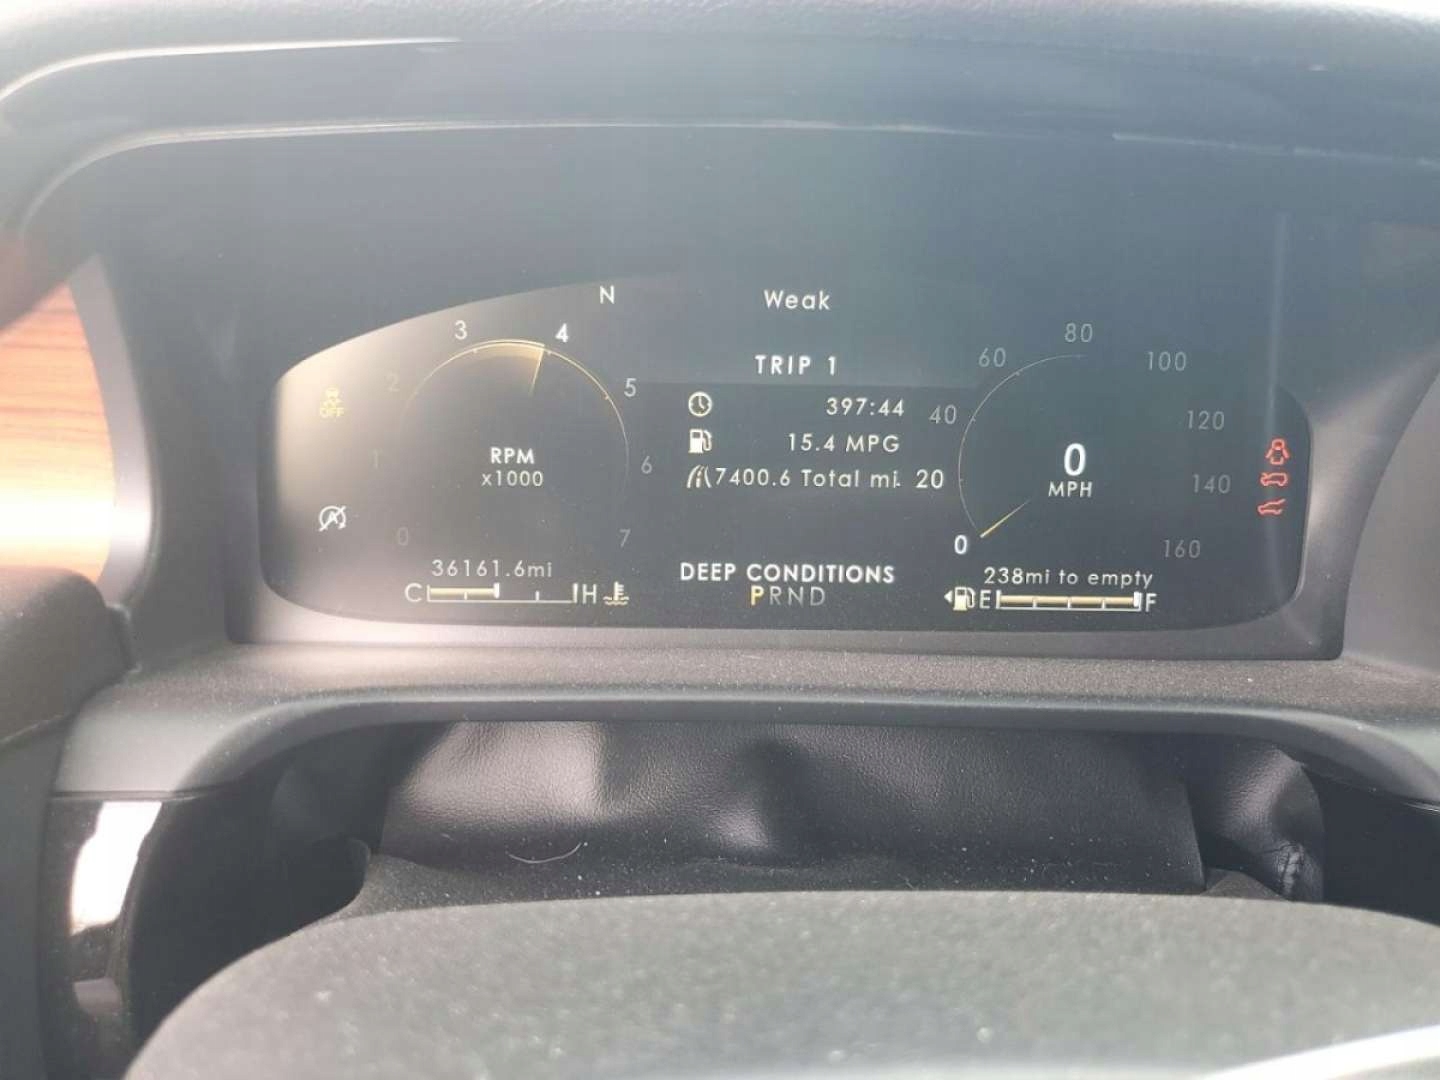 N
Weak
TRIP 1
397:44
15.4 MPG
7400.6 Total mi
OFF
0
1
2
3
4
5
6
7
RPM
x1000
0
20
40
60
80
100
120
140
160
0
MPH
36161.6mi
C H
DEEP CONDITIONS
PRND
238mi to empty
E F